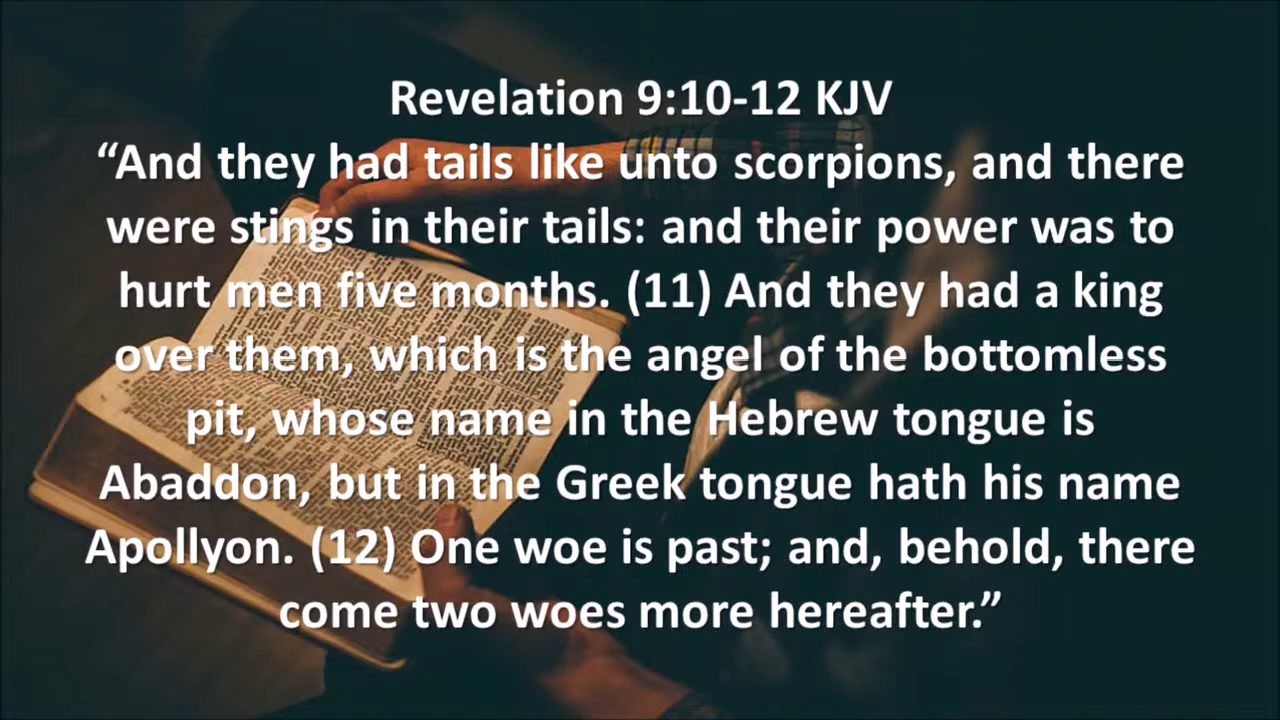 Revelation 9:10-12 KJV
“And they had tails like unto scorpions, and there
were stings in their tails: and their power was to
hurt men five months. (11) And they had a king
over them, which is the angel of the bottomless
pit, whose name in the Hebrew tongue is
Abaddon, but in the Greek tongue hath his name
Apollyon. (12) One woe is past; and, behold, there
come two woes more hereafter.”